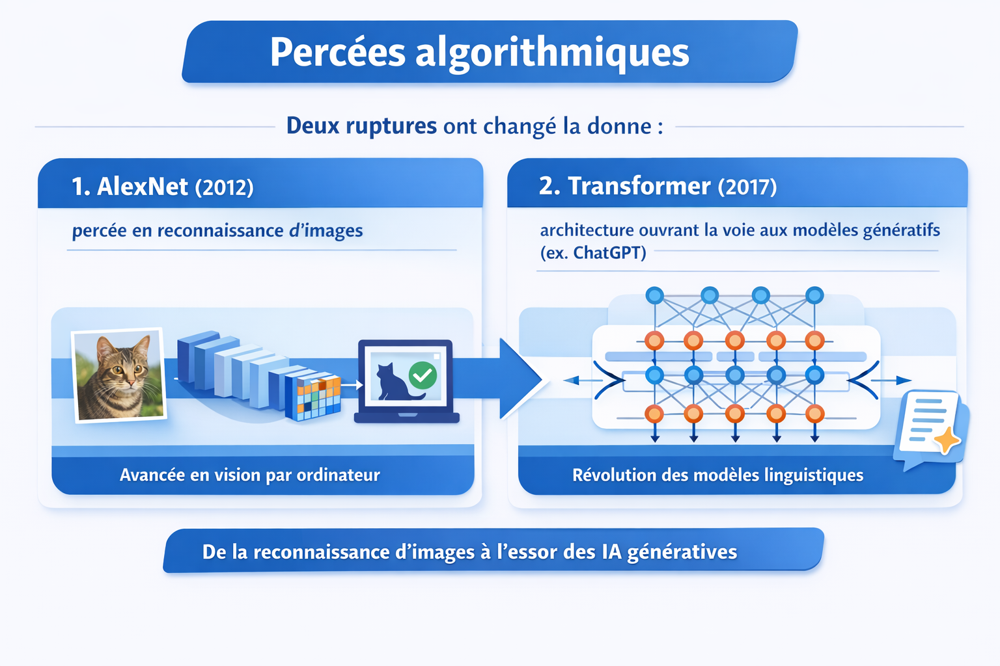 Percées algorithmiques
Deux ruptures ont changé la donne :
1. AlexNet (2012)
percée en reconnaissance d’images
Avancée en vision par ordinateur
2. Transformer (2017)
architecture ouvrant la voie aux modèles génératifs
(ex. ChatGPT)
Révolution des modèles linguistiques
De la reconnaissance d’images à l’essor des IA génératives